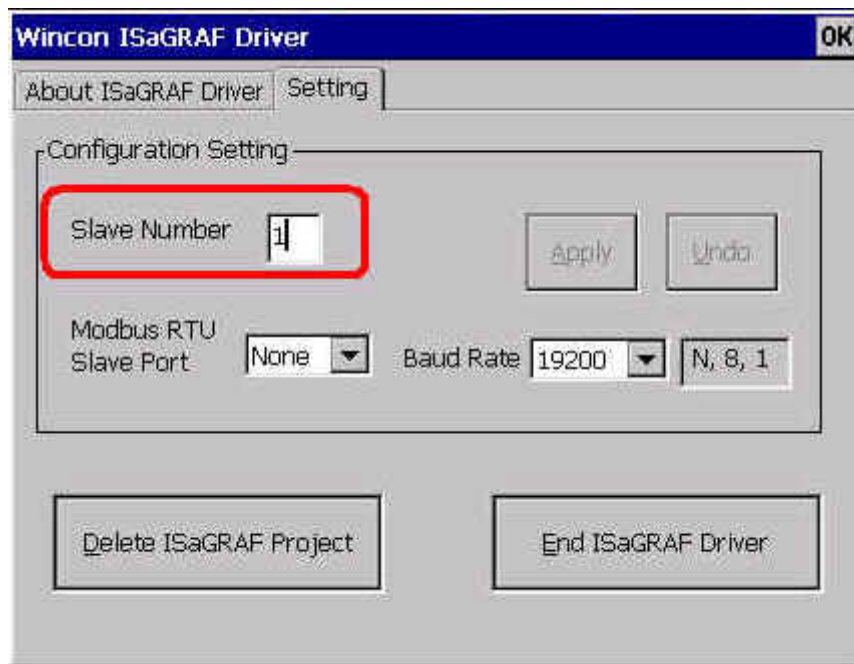 Wincon ISaGRAF Driver OK
About ISaGRAF Driver Setting
Configuration Setting
Slave Number 1
Apply Undo
Modbus RTU
Slave Port None Baud Rate 19200 N, 8, 1
Delete ISaGRAF Project End ISaGRAF Driver